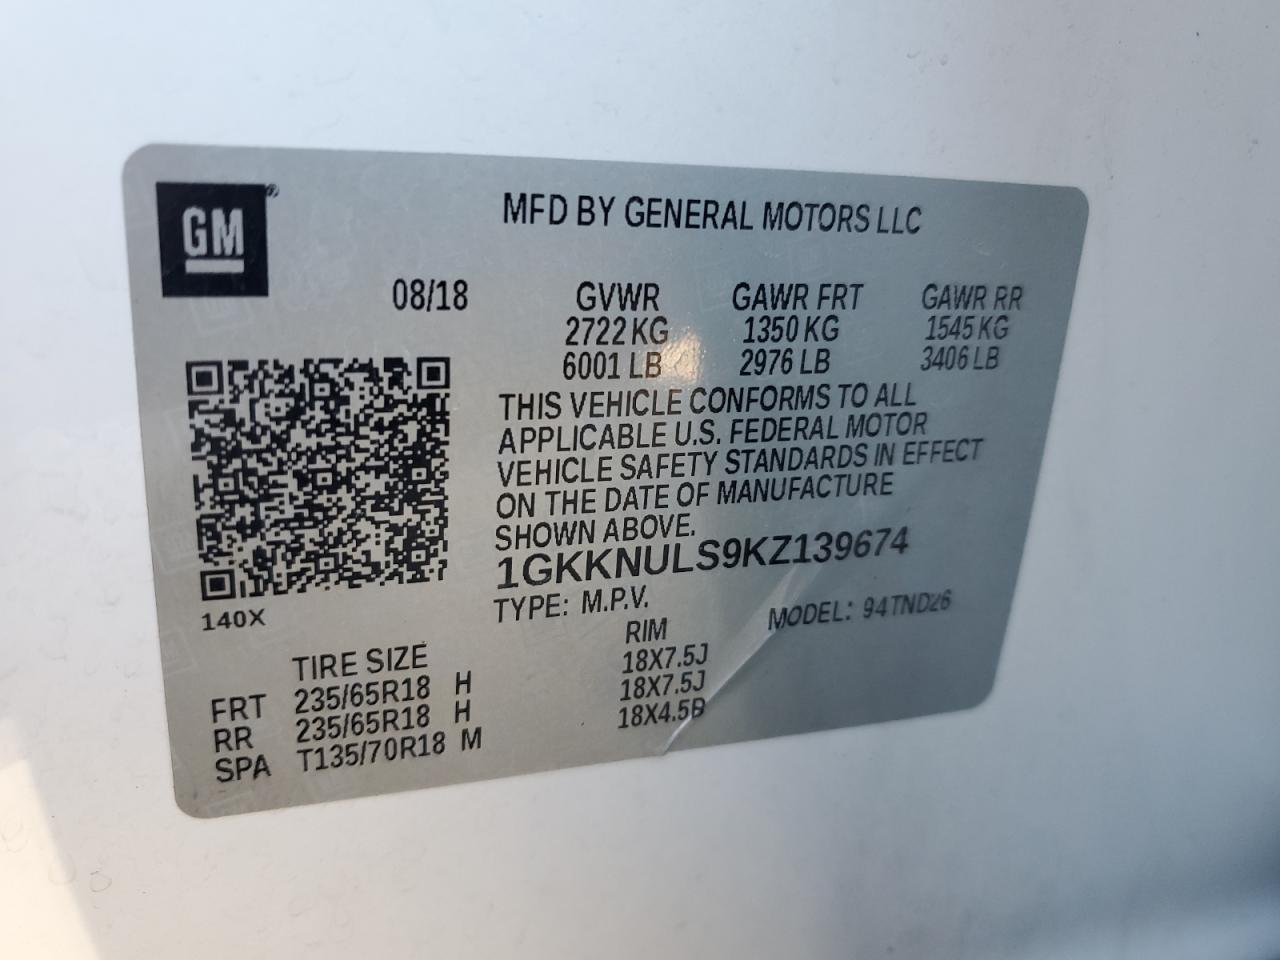 GM®
MFD BY GENERAL MOTORS LLC
08/18 GVWR GAWR FRT GAWR RR
2722 KG 1350 KG 1545 KG
6001 LB 2976 LB 3406 LB
THIS VEHICLE CONFORMS TO ALL
APPLICABLE U.S. FEDERAL MOTOR
VEHICLE SAFETY STANDARDS IN EFFECT
ON THE DATE OF MANUFACTURE
SHOWN ABOVE.
1GKKNULS9KZ139674
140X
TYPE: M.P.V. MODEL: 94TND26
TIRE SIZE RIM
FRT 235/65R18 H 18X7.5J
RR 235/65R18 H 18X7.5J
SPA T135/70R18 M 18X4.5B